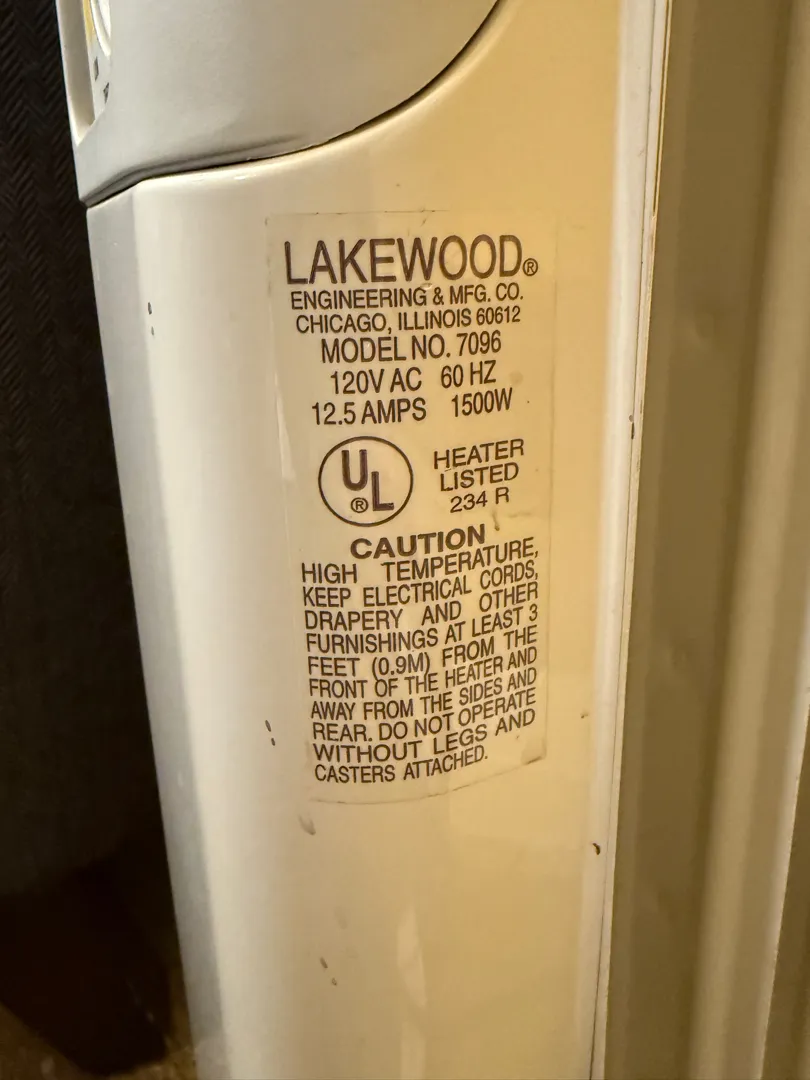 LAKEWOOD®
ENGINEERING & MFG. CO.
CHICAGO, ILLINOIS 60612
MODEL NO. 7096
120V AC 60 HZ
12.5 AMPS 1500W
UL®
HEATER
LISTED
234 R
CAUTION
HIGH TEMPERATURE,
KEEP ELECTRICAL CORDS,
DRAPERY AND OTHER
FURNISHINGS AT LEAST 3
FEET (0.9M) FROM THE
FRONT OF THE HEATER AND
AWAY FROM THE SIDES AND
REAR. DO NOT OPERATE
WITHOUT LEGS AND
CASTERS ATTACHED.